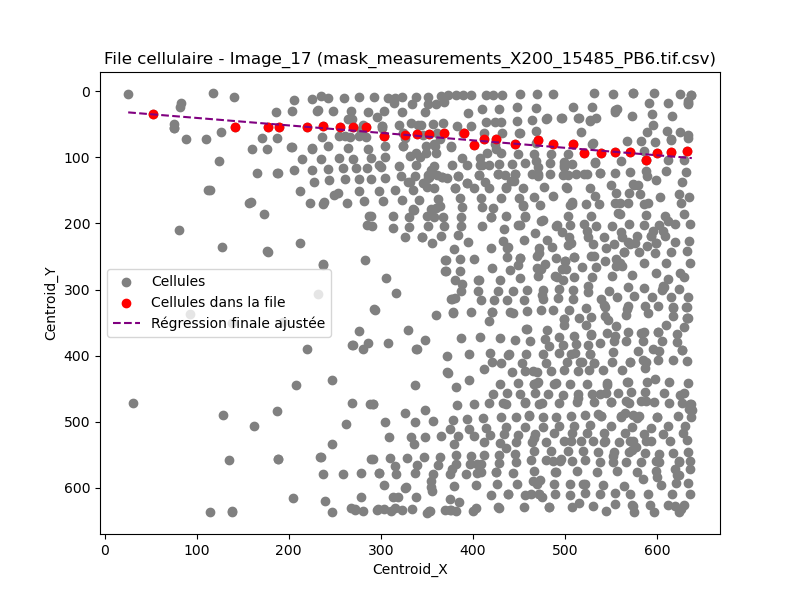 File cellulaire - Image_17 (mask_measurements_X200_15485_PB6.tif.csv)
0
100
200
300
400
500
600
Centroid_Y
Cellules
Cellules dans la file
Régression finale ajustée
0 100 200 300 400 500 600
Centroid_X